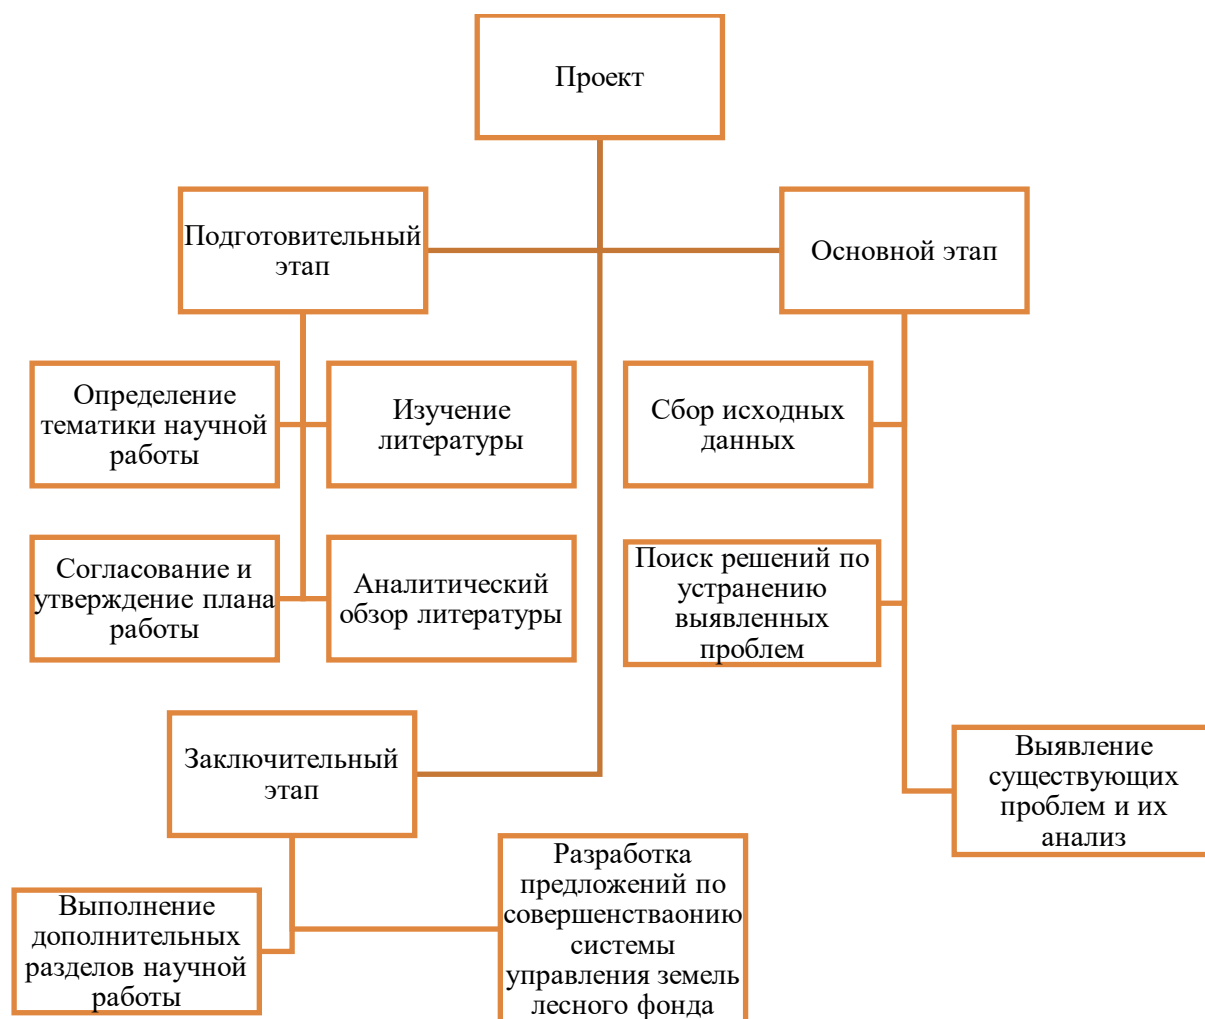 Проект
Подготовительный
этап
Основной этап
Определение
тематики научной
работы
Изучение
литературы
Сбор исходных
данных
Согласование и
утверждение плана
работы
Аналитический
обзор литературы
Поиск решений по
устранению
выявленных
проблем
Заключительный
этап
Выявление
существующих
проблем и их
анализ
Выполнение
дополнительных
разделов научной
работы
Разработка
предложений по
совершенстваонию
системы
управления земель
лесного фонда